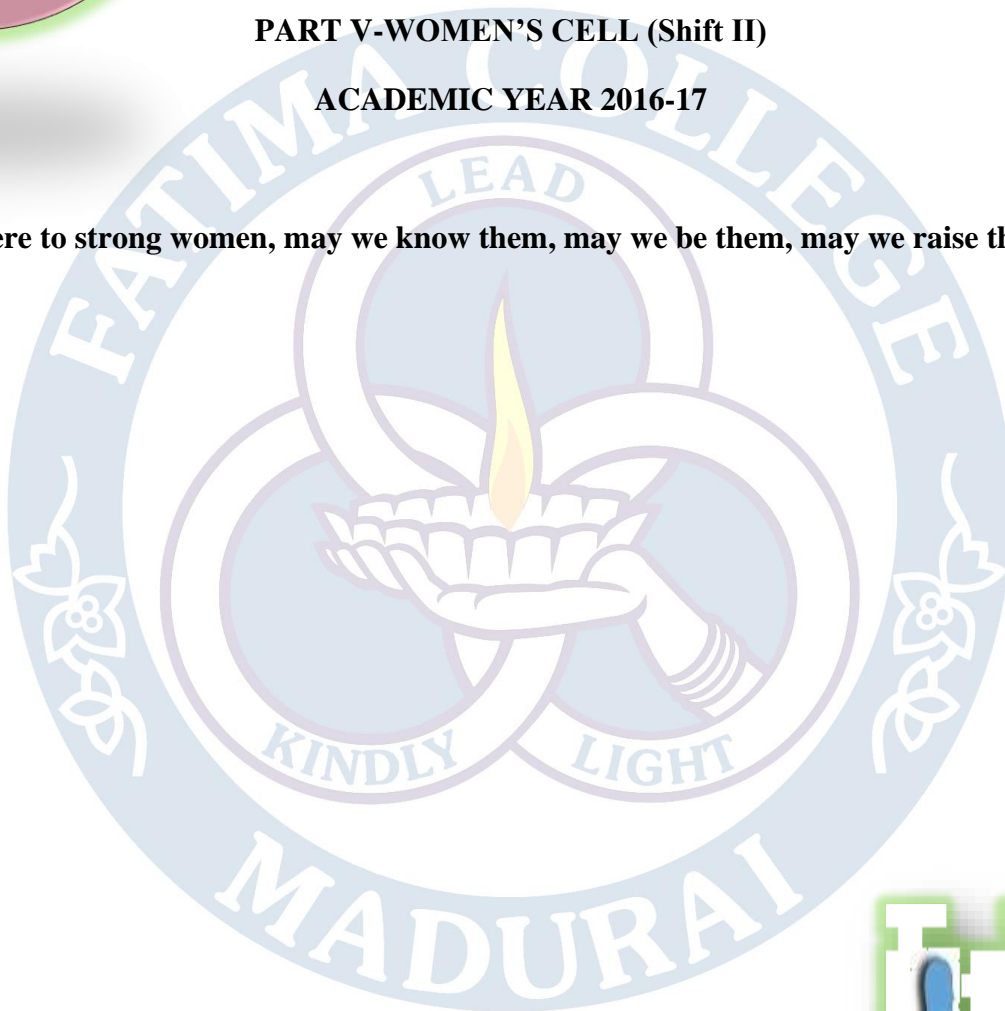 PART V-WOMEN’S CELL (Shift II)
ACADEMIC YEAR 2016-17
ere to strong women, may we know them, may we be them, may we raise th
FATIMA COLLEGE
LEAD
KINDLY LIGHT
MADURAI